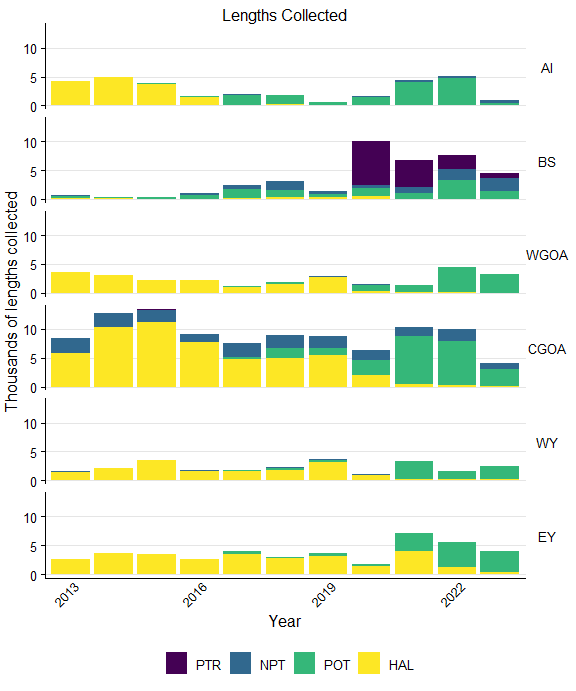 Lengths Collected
Thousands of lengths collected
10
5
0
AI
10
5
0
BS
10
5
0
WGOA
10
5
0
CGOA
10
5
0
WY
10
5
0
EY
2013
2016
2019
2022
Year
PTR NPT POT HAL